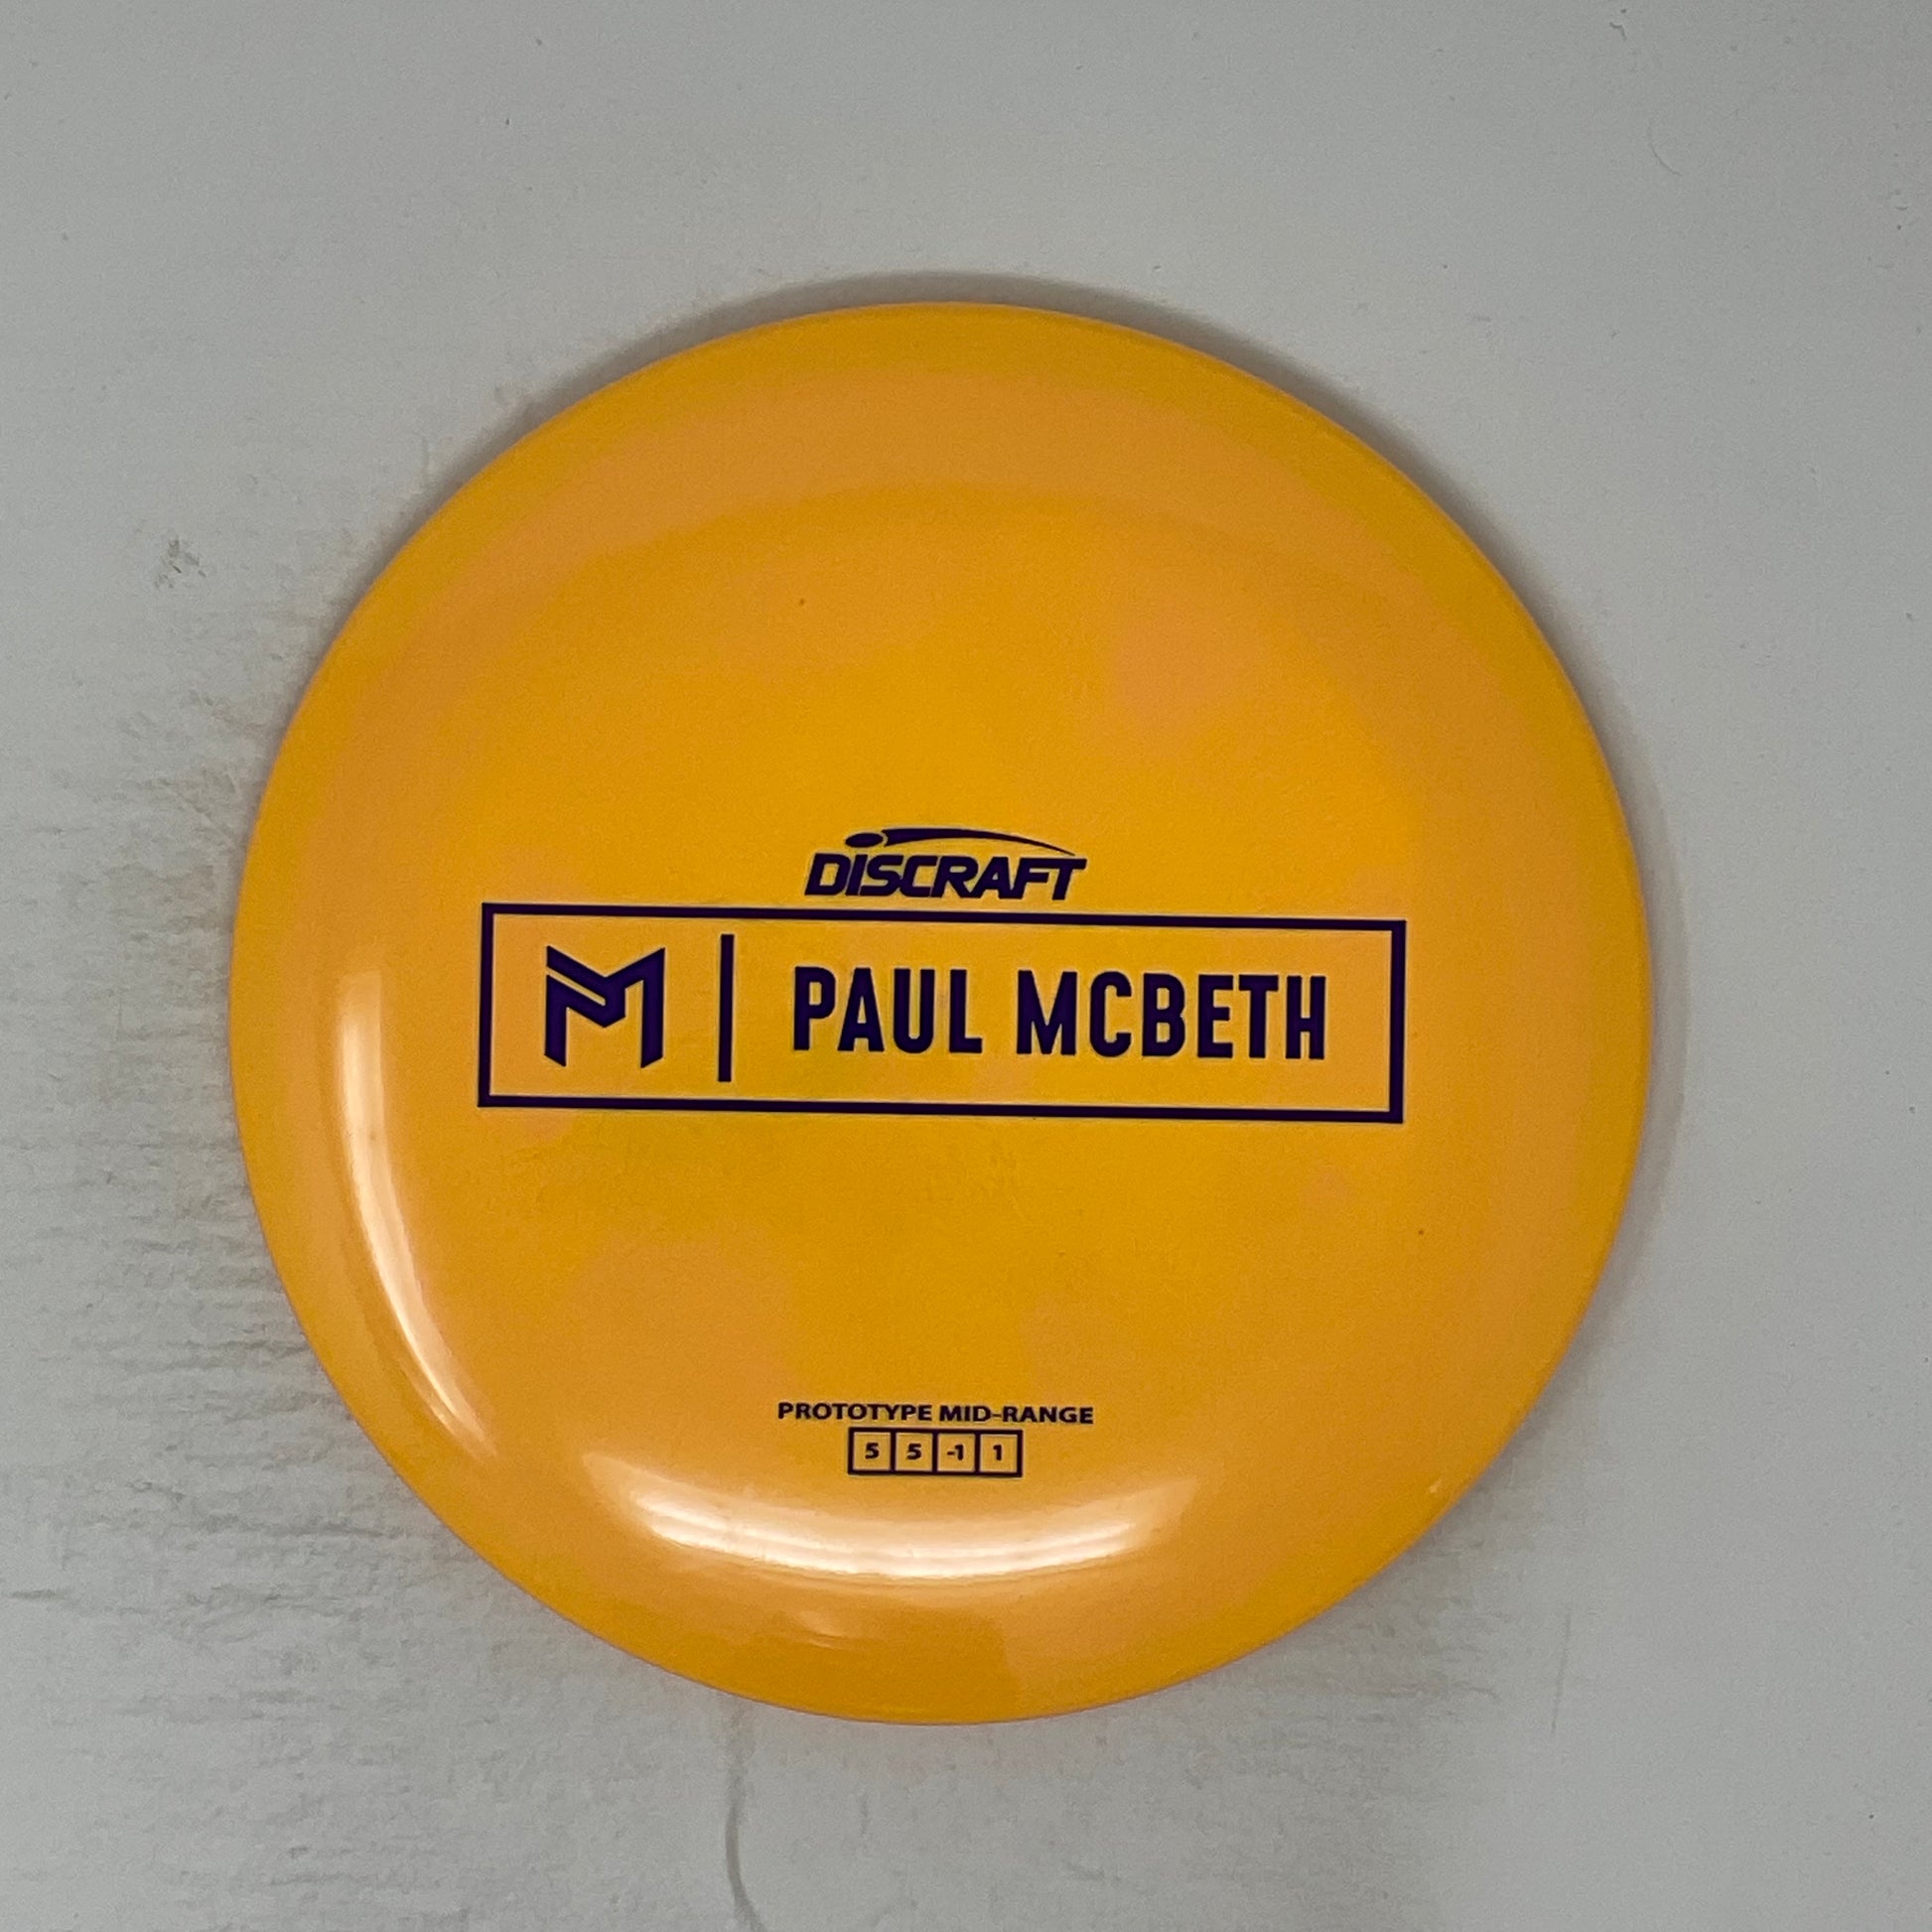 DISCRAFT
M | PAUL MCBETH
PROTOTYPE MID-RANGE
5 5 -1 1